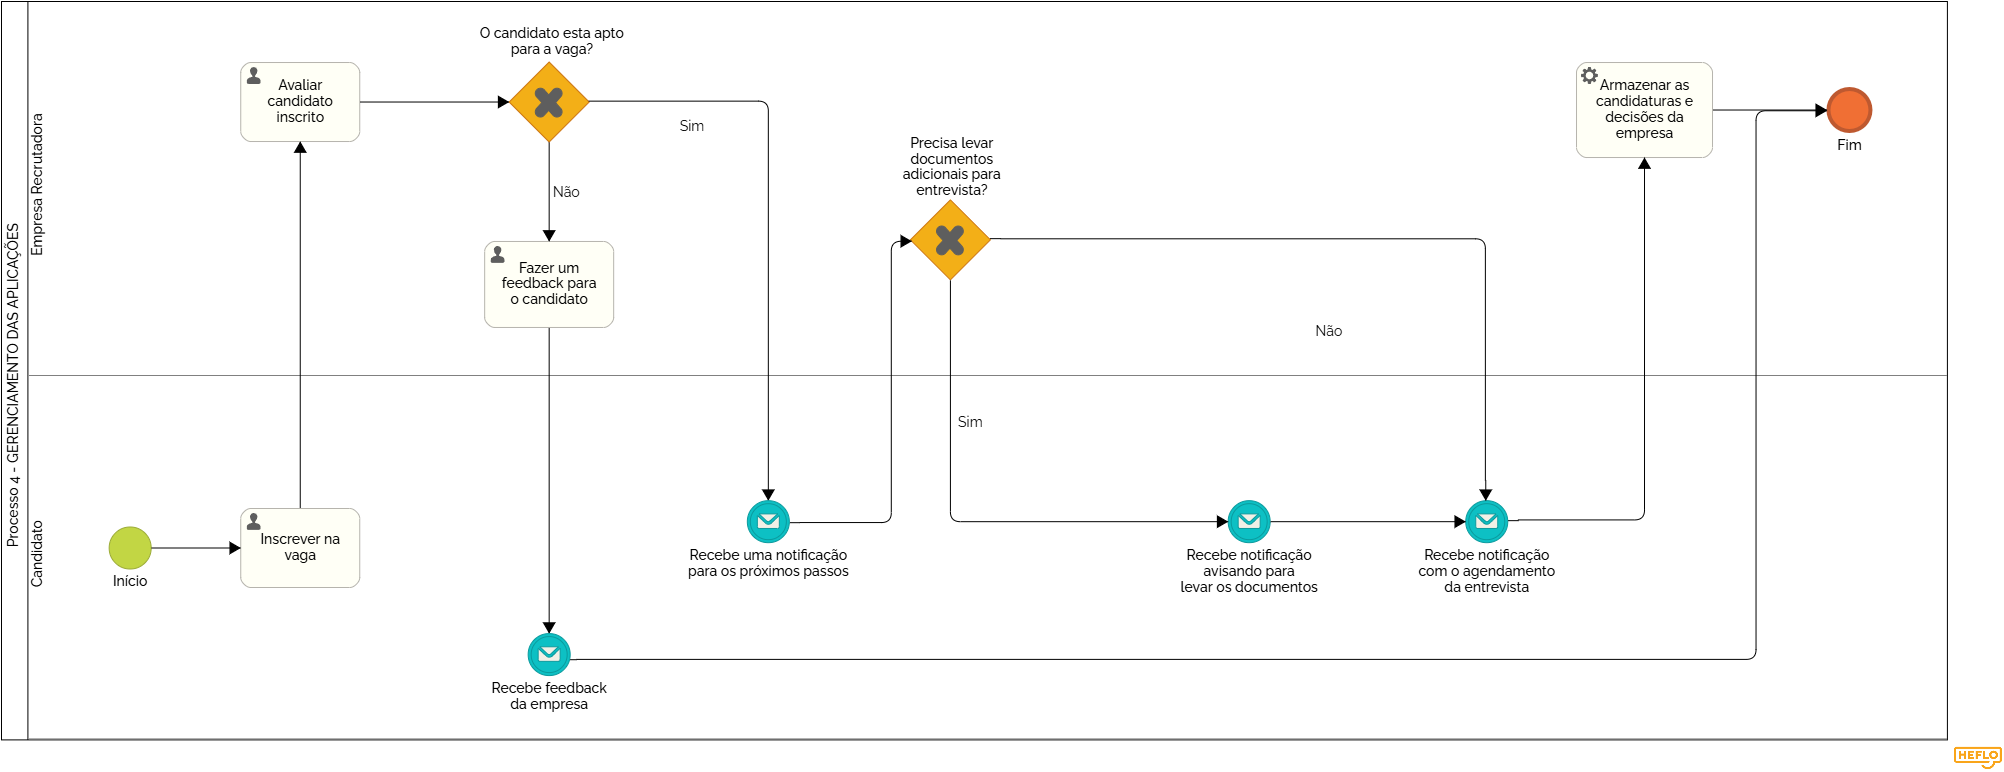 Processo 4 - GERENCIAMENTO DAS APLICAÇÕES
Empresa Recrutadora
Avaliar
candidato
inscrito
O candidato esta apto
para a vaga?
Sim
Não
Fazer um
feedback para
o candidato
Precisa levar
documentos
adicionais para
entrevista?
Não
Sim
Armazenar as
candidaturas e
decisões da
empresa
Fim
Candidato
Início
Inscrever na
vaga
Recebe uma notificação
para os próximos passos
Recebe notificação
avisando para
levar os documentos
Recebe notificação
com o agendamento
da entrevista
Recebe feedback
da empresa
HEFLO